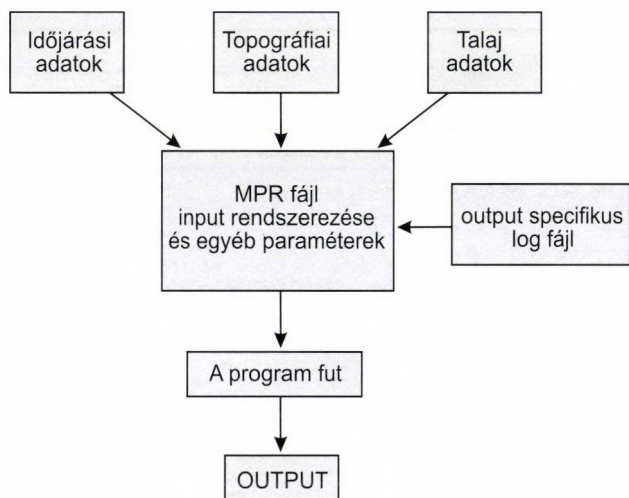 Időjárási
adatok
Topográfiai
adatok
Talaj
adatok
MPR fájl
input rendszerezése
és egyéb paraméterek
output specifikus
log fájl
A program fut
OUTPUT